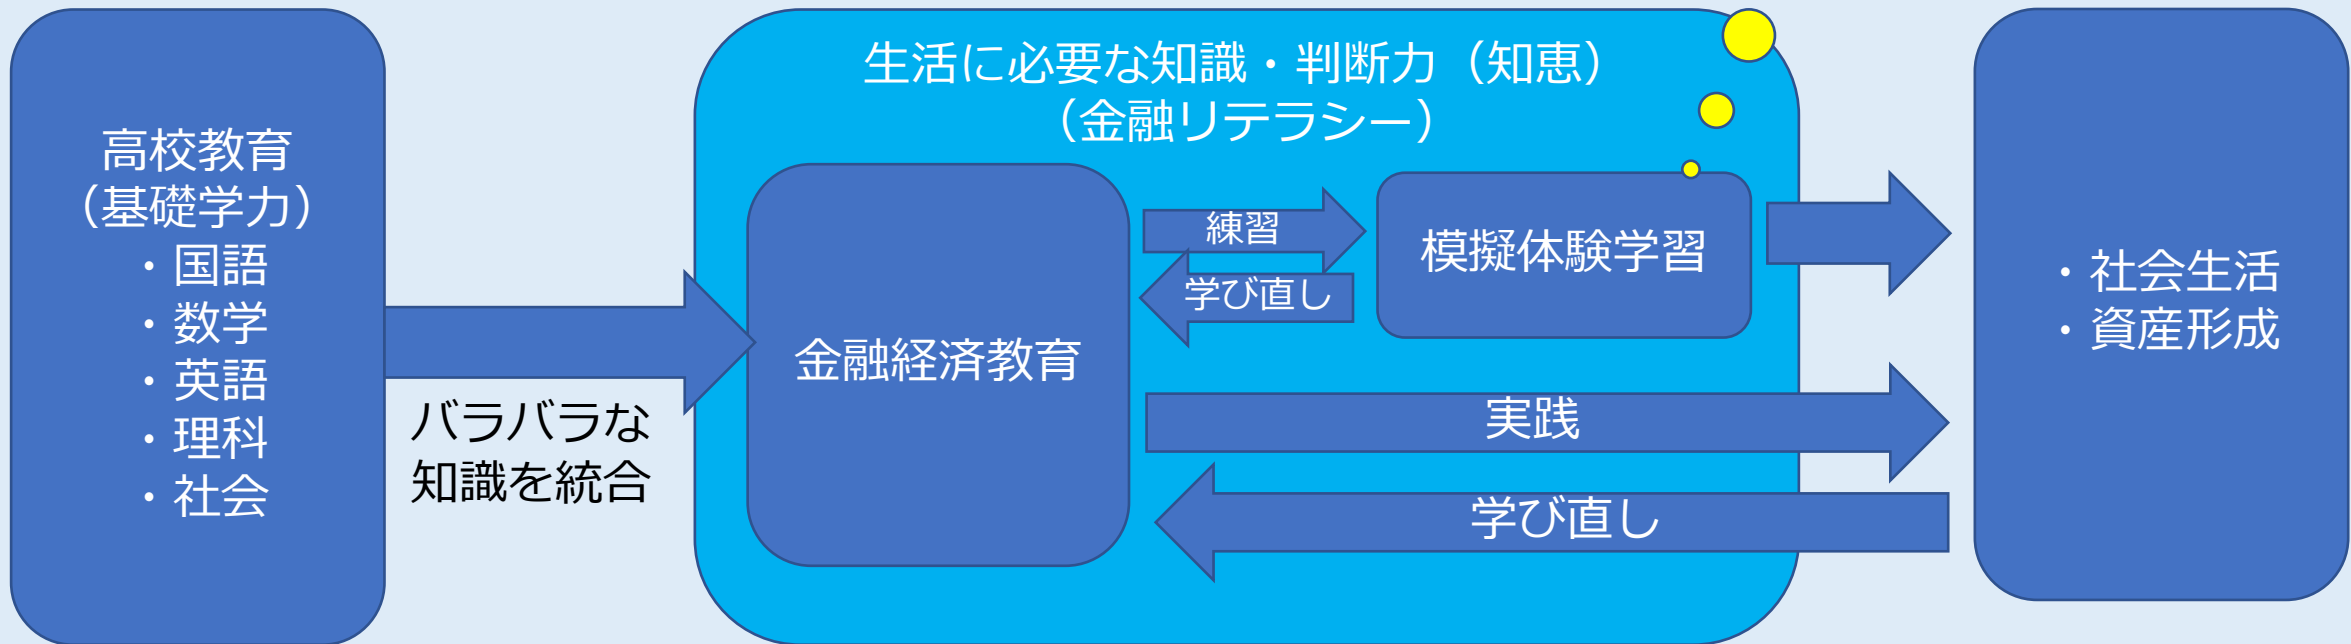 高校教育
（基礎学力）
・国語
・数学
・英語
・理科
・社会
バラバラな
知識を統合
生活に必要な知識・判断力（知恵）
（金融リテラシー）
金融経済教育
練習
学び直し
模擬体験学習
実践
学び直し
・社会生活
・資産形成